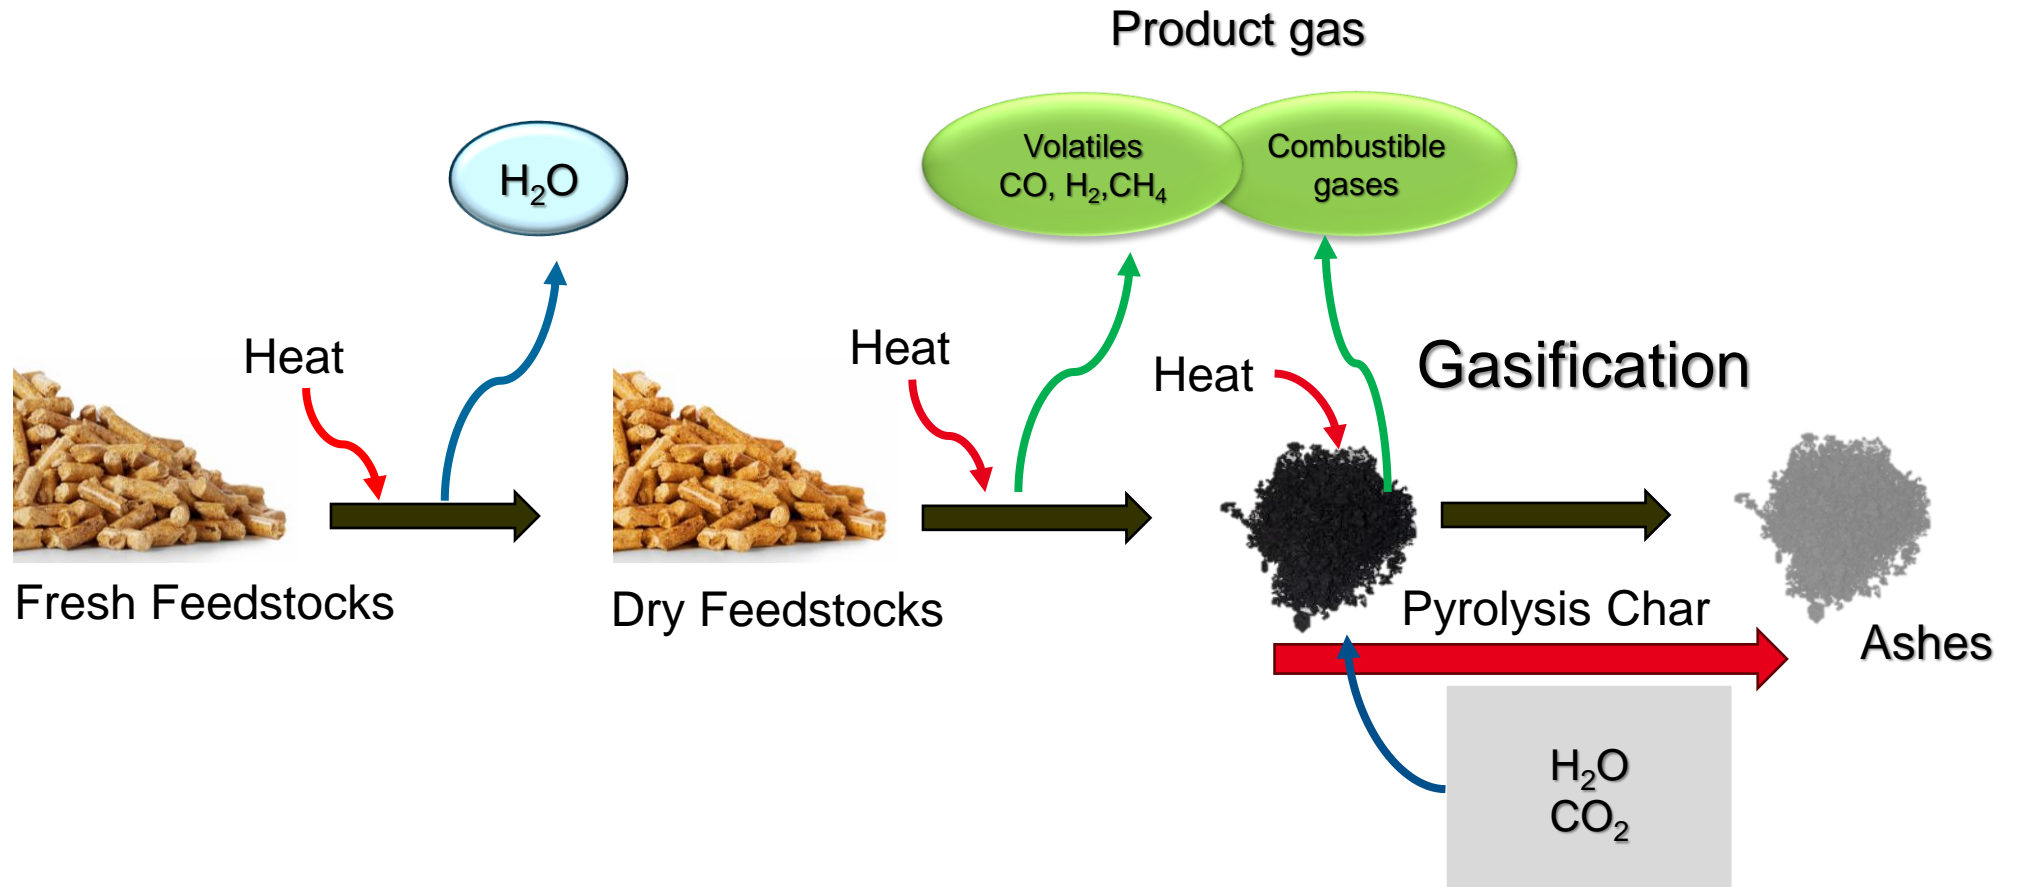 Product gas
H₂O
Volatiles
CO, H₂,CH₄
Combustible
gases
Heat
Heat
Heat
Gasification
Fresh Feedstocks
Dry Feedstocks
Pyrolysis Char
Ashes
H₂O
CO₂